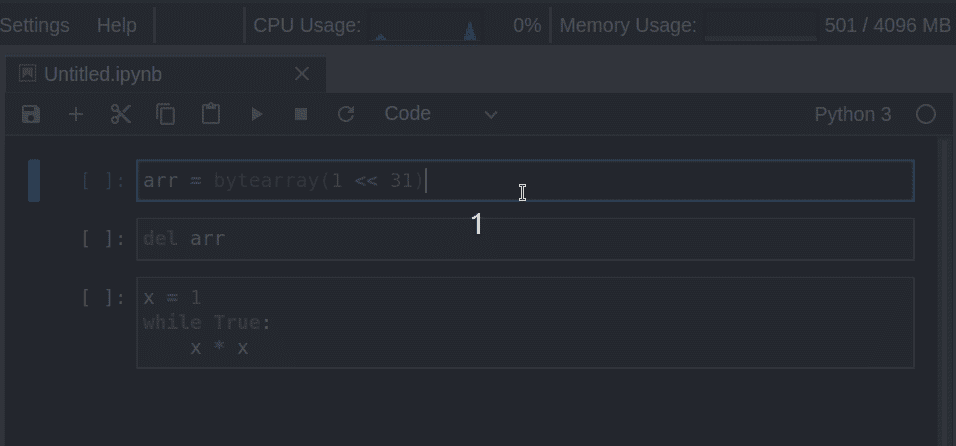 Settings Help CPU Usage: 0% Memory Usage: 501 / 4096 MB
Untitled.ipynb
Code Python 3
[ ]: arr = bytearray(1 << 31)
1
[ ]: del arr
[ ]: x = 1
while True:
    x * x